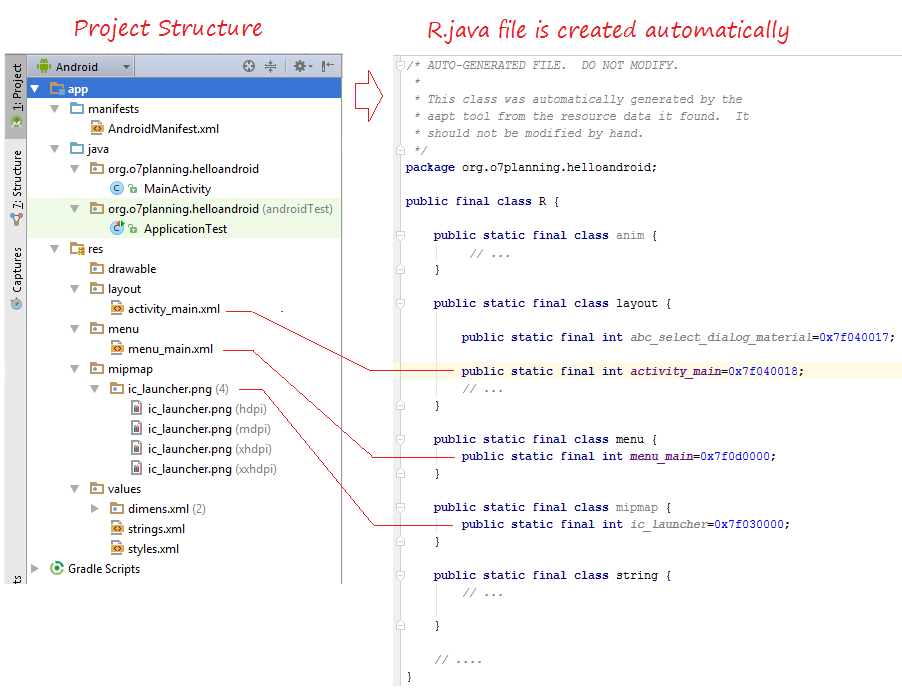 Project Structure
R.java file is created automatically
Android
1: Project
7: Structure
Captures
ts
app
manifests
AndroidManifest.xml
java
org.o7planning.helloandroid
MainActivity
org.o7planning.helloandroid (androidTest)
ApplicationTest
res
drawable
layout
activity_main.xml
menu
menu_main.xml
mipmap
ic_launcher.png (4)
ic_launcher.png (hdpi)
ic_launcher.png (mdpi)
ic_launcher.png (xhdpi)
ic_launcher.png (xxhdpi)
values
dimens.xml (2)
strings.xml
styles.xml
Gradle Scripts
/* AUTO-GENERATED FILE.  DO NOT MODIFY.
*
* This class was automatically generated by the
* aapt tool from the resource data it found.  It
* should not be modified by hand.
*/
package org.o7planning.helloandroid;
public final class R {
public static final class anim {
// ...
}
public static final class layout {
public static final int abc_select_dialog_material=0x7f040017;
public static final int activity_main=0x7f040018;
// ...
}
public static final class menu {
public static final int menu_main=0x7f0d0000;
}
public static final class mipmap {
public static final int ic_launcher=0x7f030000;
}
public static final class string {
// ...
}
// ....
}